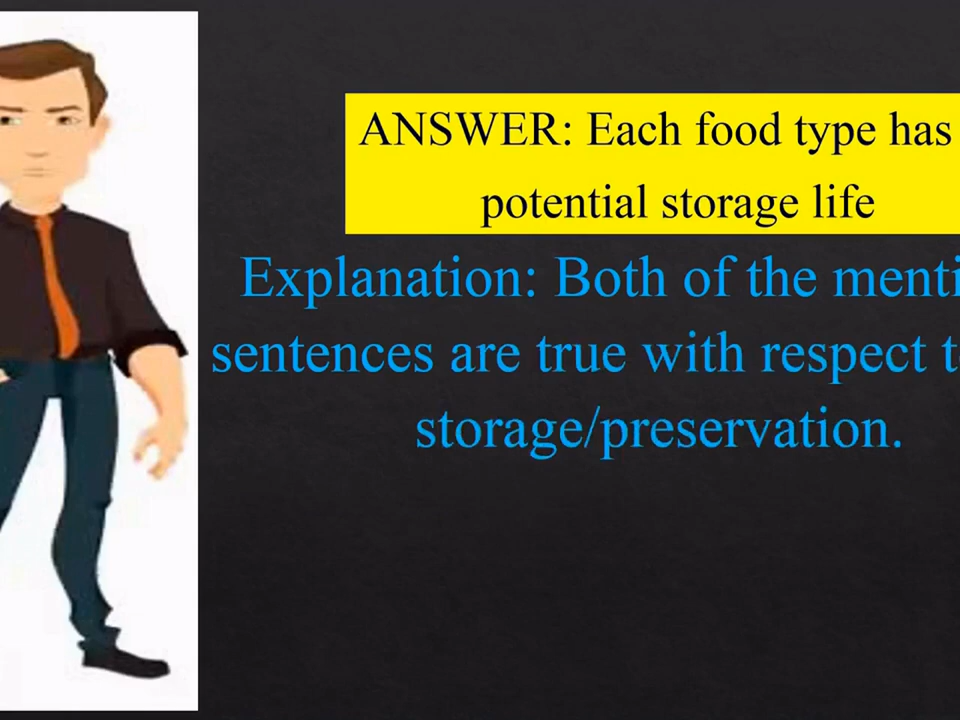 ANSWER: Each food type has
potential storage life
Explanation: Both of the menti
sentences are true with respect t
storage/preservation.